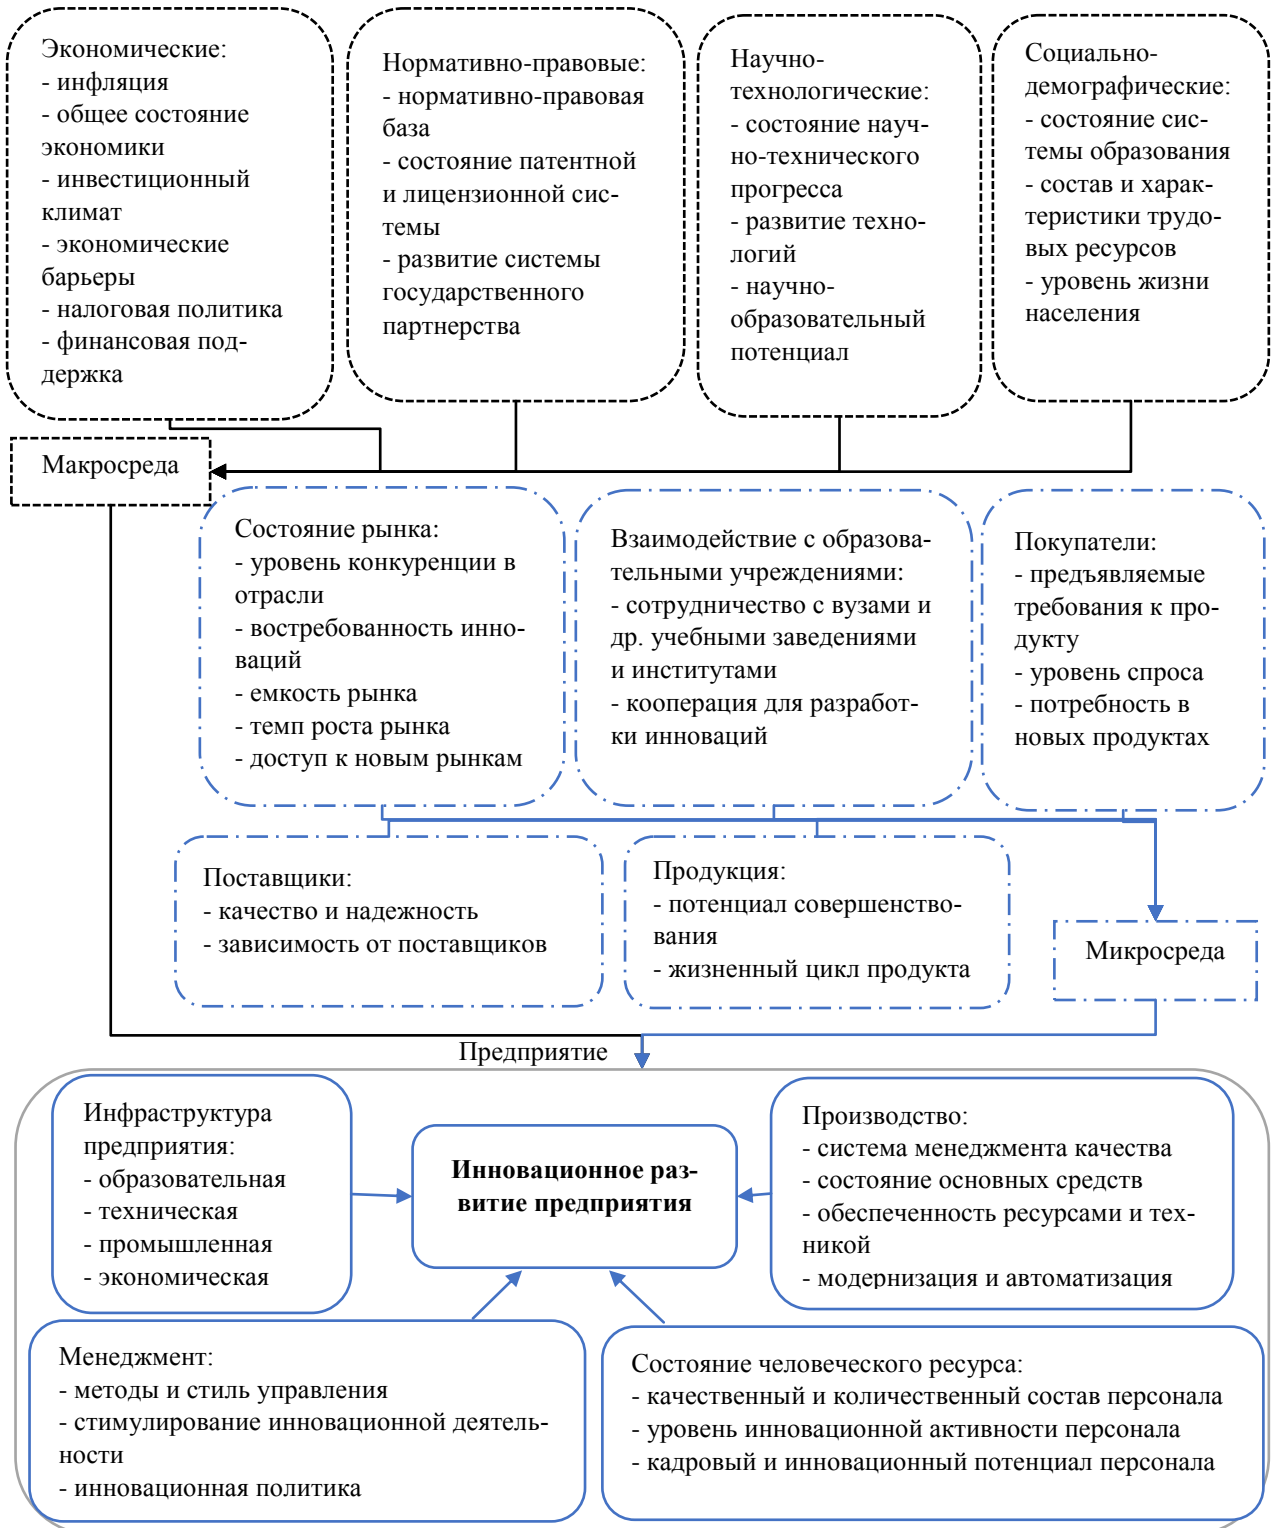 Экономические:
- инфляция
- общее состояние
экономики
- инвестиционный
климат
- экономические
барьеры
- налоговая политика
- финансовая под-
держка
Нормативно-правовые:
- нормативно-правовая
база
- состояние патентной
и лицензионной сис-
темы
- развитие системы
государственного
партнерства
Научно-
технологические:
- состояние науч-
но-технического
прогресса
- развитие техно-
логий
- научно-
образовательный
потенциал
Социально-
демографические:
- состояние сис-
темы образования
- состав и харак-
теристики трудо-
вых ресурсов
- уровень жизни
населения
Макросреда
Состояние рынка:
- уровень конкуренции в
отрасли
- востребованность инно-
ваций
- емкость рынка
- темп роста рынка
- доступ к новым рынкам
Взаимодействие с образова-
тельными учреждениями:
- сотрудничество с вузами и
др. учебными заведениями
и институтами
- кооперация для разработ-
ки инноваций
Покупатели:
- предъявляемые
требования к про-
дукту
- уровень спроса
- потребность в
новых продуктах
Поставщики:
- качество и надежность
- зависимость от поставщиков
Продукция:
- потенциал совершенство-
вания
- жизненный цикл продукта
Микросреда
Предприятие
Инфраструктура
предприятия:
- образовательная
- техническая
- промышленная
- экономическая
Инновационное раз-
витие предприятия
Производство:
- система менеджмента качества
- состояние основных средств
- обеспеченность ресурсами и тех-
никой
- модернизация и автоматизация
Менеджмент:
- методы и стиль управления
- стимулирование инновационной деятель-
ности
- инновационная политика
Состояние человеческого ресурса:
- качественный и количественный состав персонала
- уровень инновационной активности персонала
- кадровый и инновационный потенциал персонала